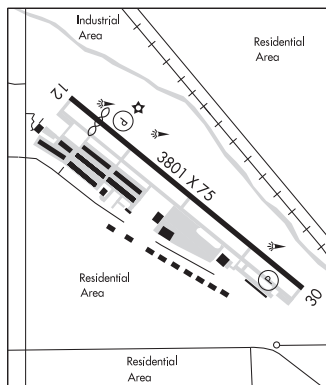 Industrial
Area
Residential
Area
12
P
3801 X 75
P
30
Residential
Area
Residential
Area